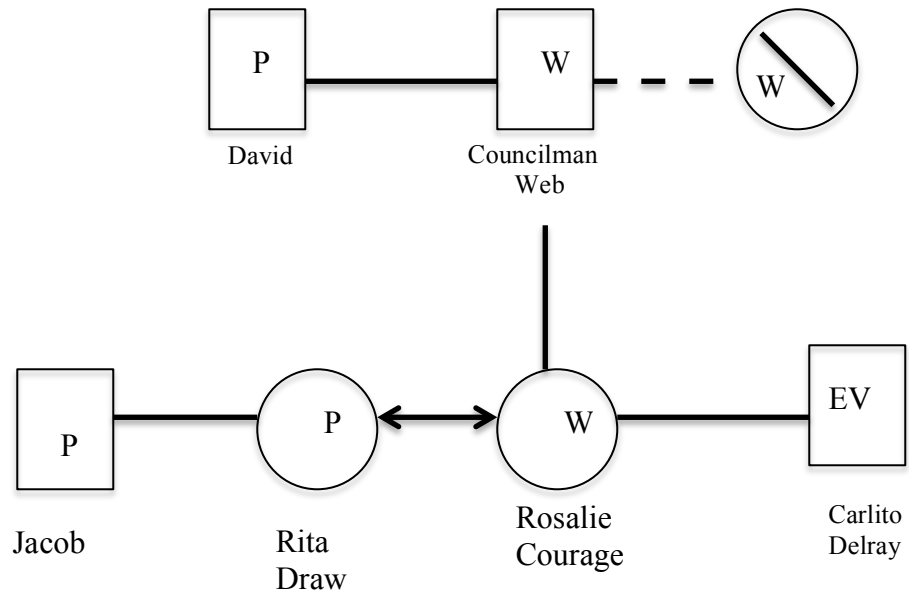 P
W
W
David
Councilman
Web
P
P
W
EV
Jacob
Rita
Draw
Rosalie
Courage
Carlito
Delray